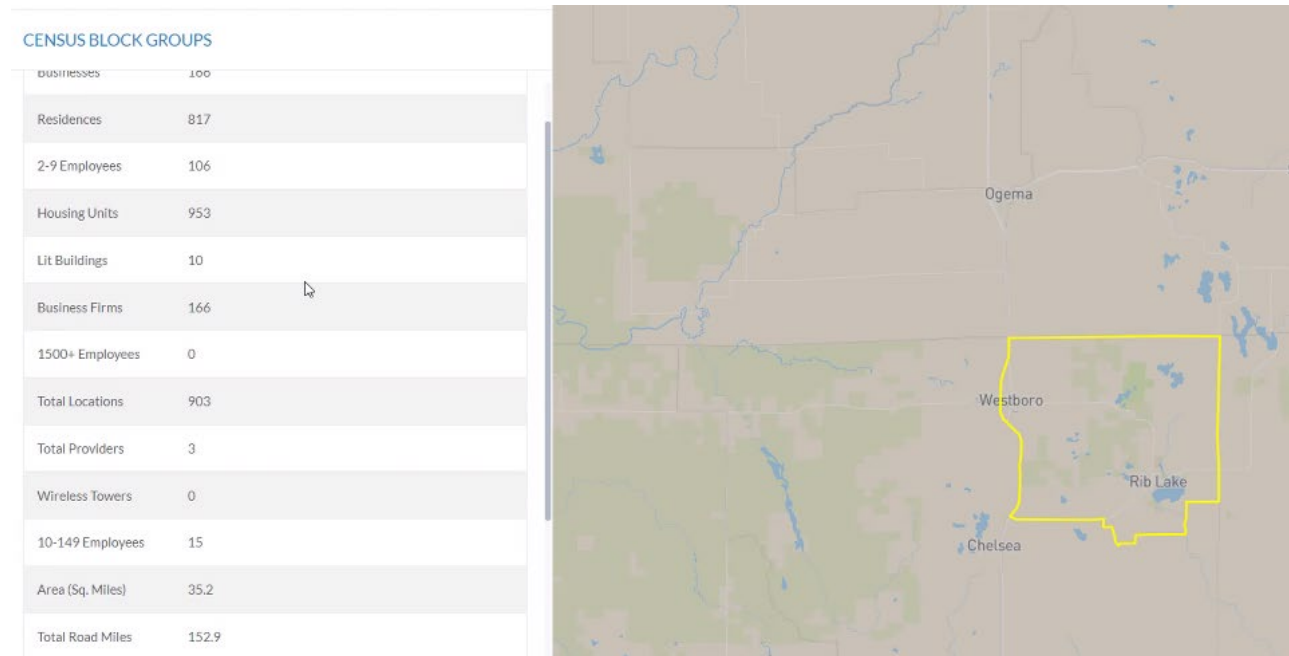 CENSUS BLOCK GROUPS
Businesses 166
Residences 817
2-9 Employees 106
Housing Units 953
Lit Buildings 10
Business Firms 166
1500+ Employees 0
Total Locations 903
Total Providers 3
Wireless Towers 0
10-149 Employees 15
Area (Sq. Miles) 35.2
Total Road Miles 152.9
Ogema
Westboro
Rib Lake
Chelsea